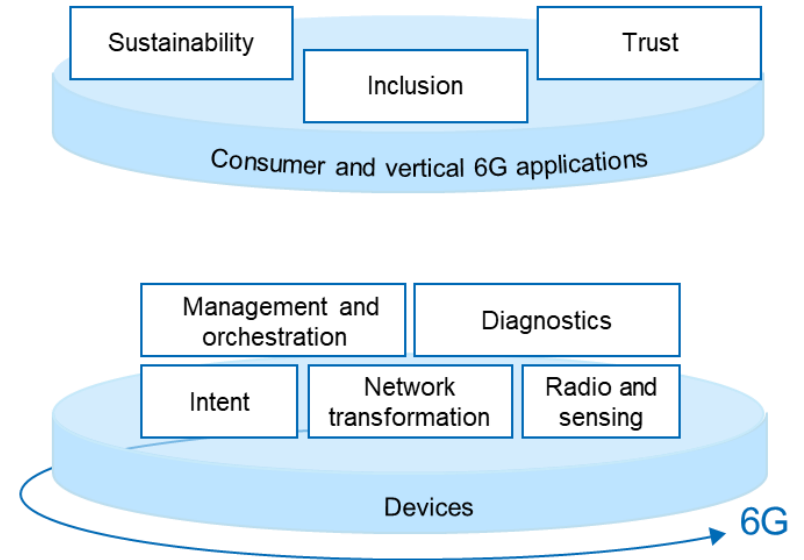 Sustainability
Trust
Inclusion
Consumer and vertical 6G applications
Management and
orchestration
Diagnostics
Intent
Network
transformation
Radio and
sensing
Devices
6G